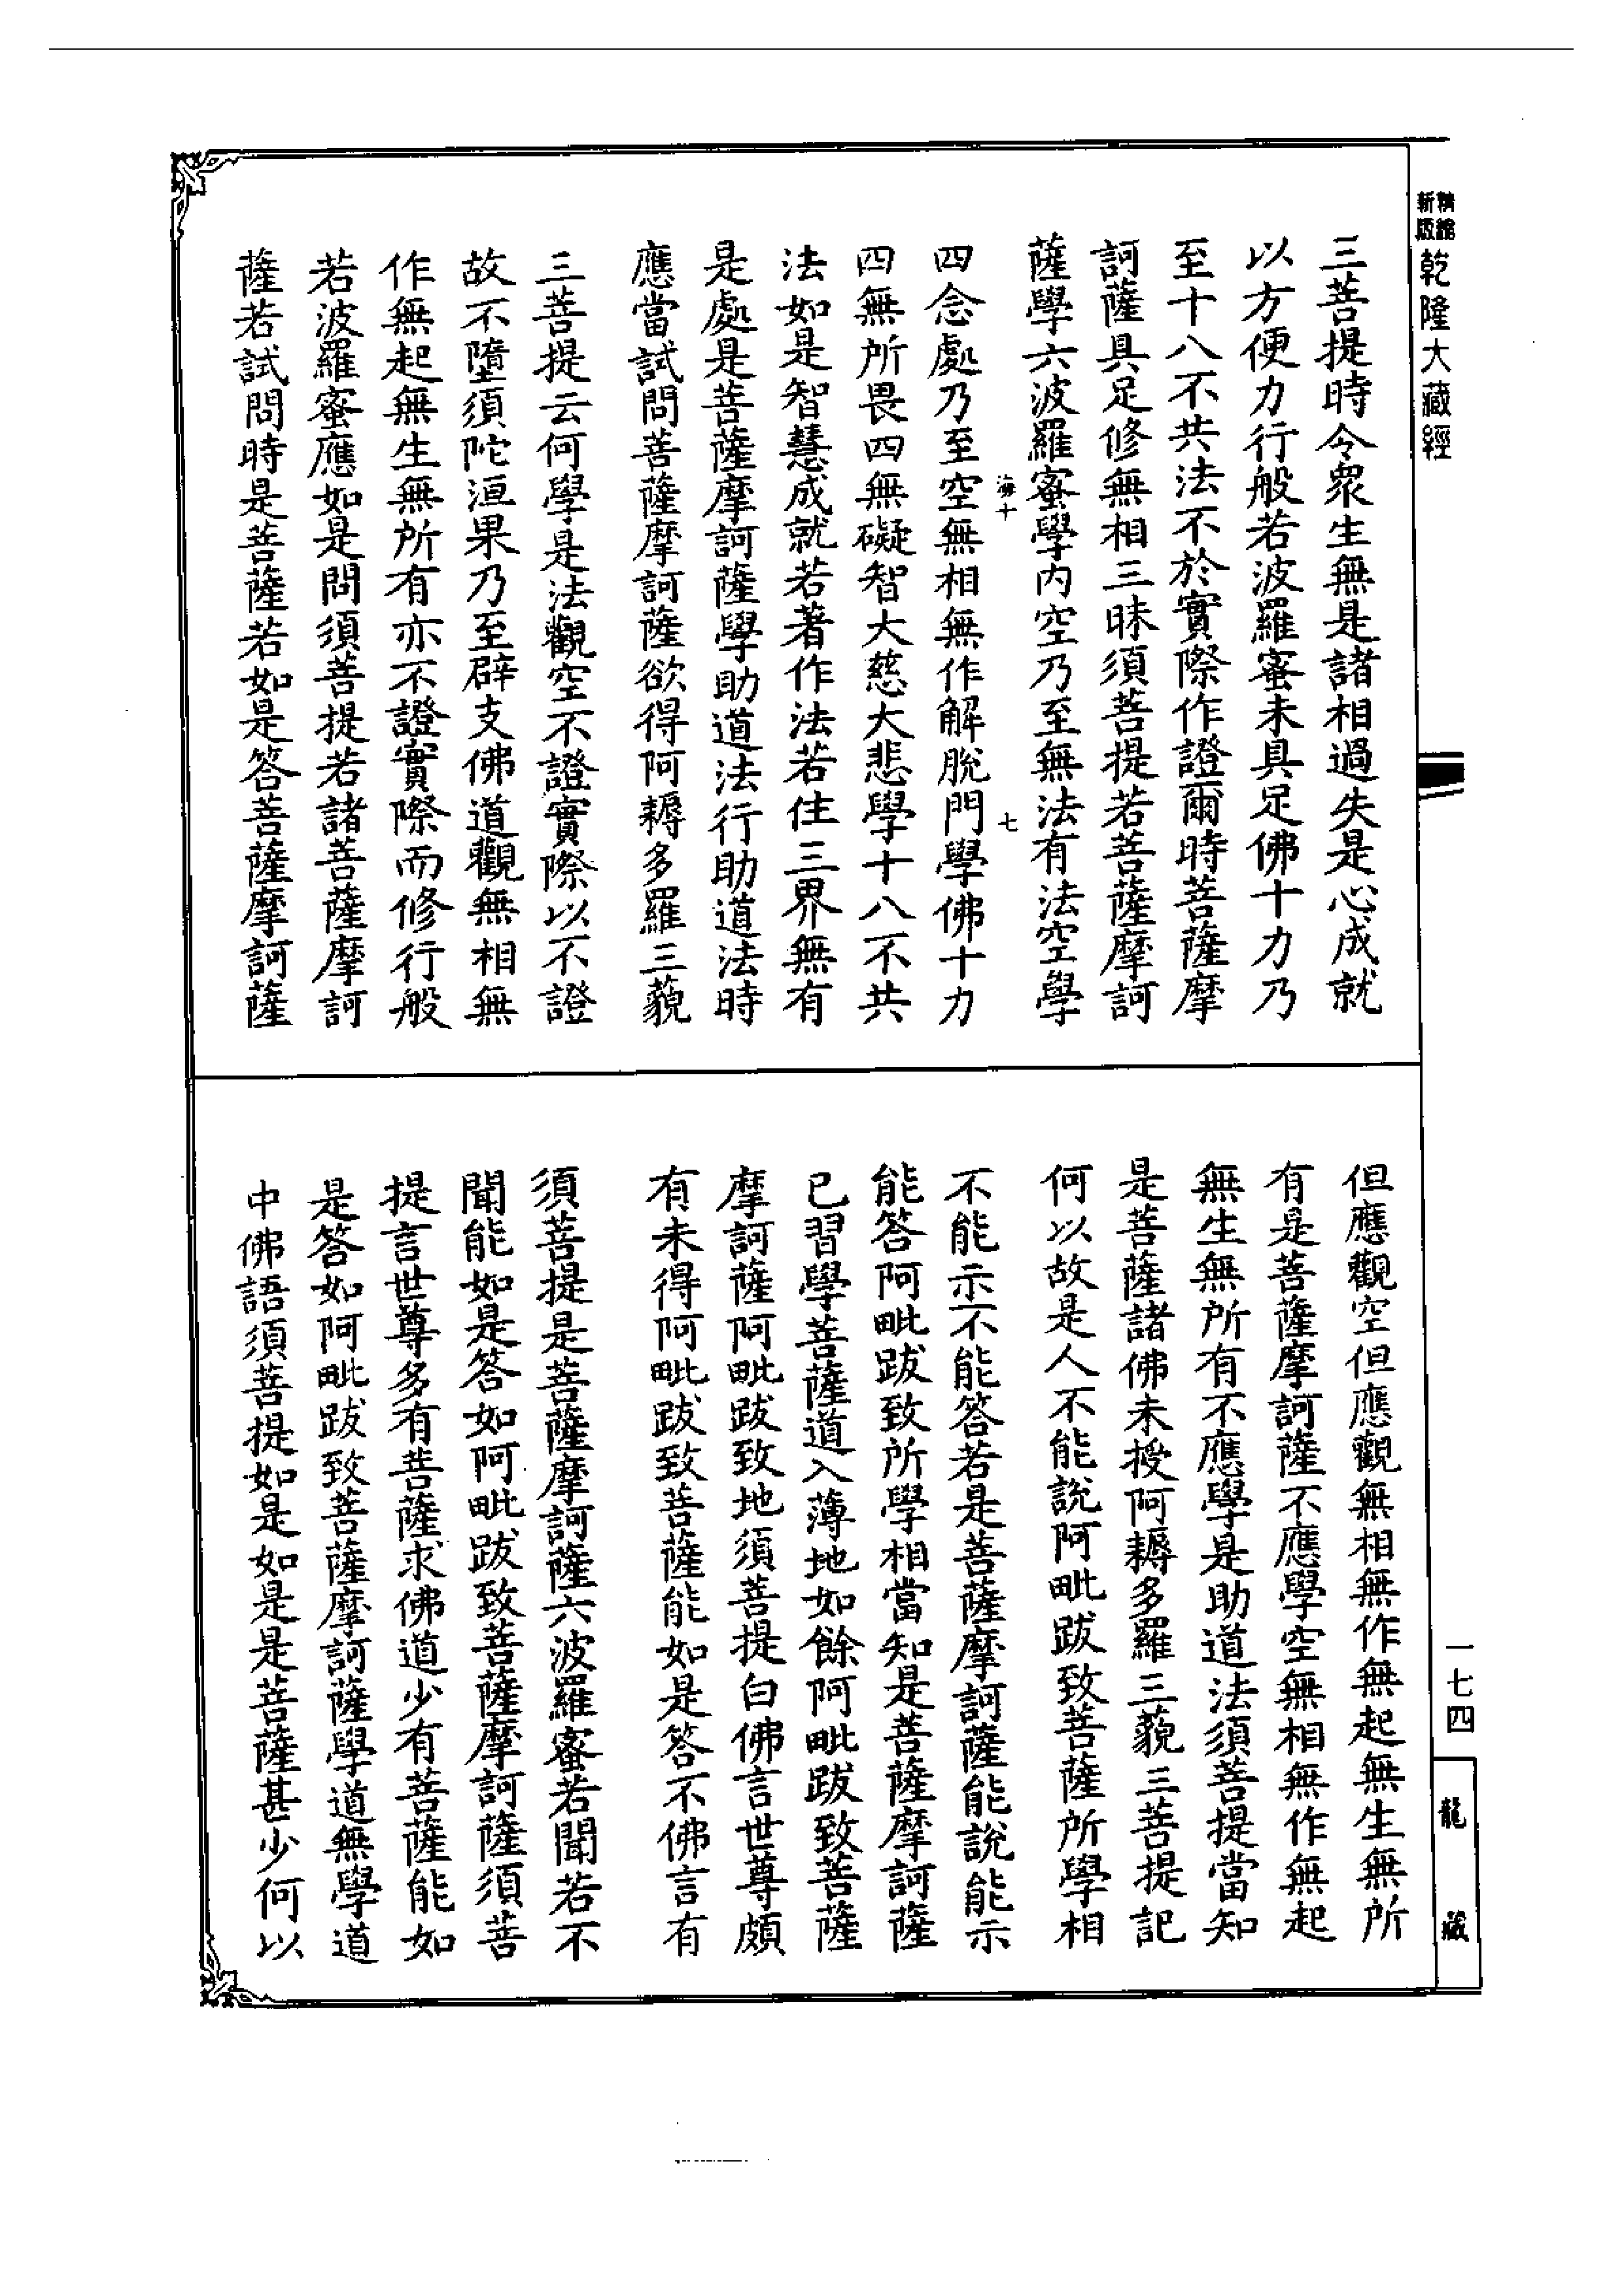 新版
精縮
乾隆大藏經
三菩提時令眾生無是諸相過失是心成就
以方便力行般若波羅蜜未具足佛十力乃
至十八不共法不於實際作證爾時菩薩摩
訶薩具足修無相三昧須菩提若菩薩摩訶
薩學六波羅蜜學內空乃至無法有法空學
海十
七
四念處乃至空無相無作解脫門學佛十力
四無所畏四無礙智大慈大悲學十八不共
法如是智慧成就若著作法若住三界無有
是處是菩薩摩訶薩學助道法行助道法時
應當試問菩薩摩訶薩欲得阿耨多羅三藐
三菩提云何學是法觀空不證實際以不證
故不墮須陀洹果乃至辟支佛道觀無相無
作無起無生無所有亦不證實際而修行般
若波羅蜜應如是問須菩提若諸菩薩摩訶
薩若試問時是菩薩若如是答菩薩摩訶薩
但應觀空但應觀無相無作無起無生無所
有是菩薩摩訶薩不應學空無相無作無起
無生無所有不應學是助道法須菩提當知
是菩薩諸佛未授阿耨多羅三藐三菩提記
何以故是人不能說阿毗跋致菩薩所學相
不能示不能答若是菩薩摩訶薩能說能示
能答阿毗跋致所學相當知是菩薩摩訶薩
已習學菩薩道入薄地如餘阿毗跋致菩薩
摩訶薩阿毗跋致地須菩提白佛言世尊頗
有未得阿毗跋致菩薩能如是答不佛言有
須菩提是菩薩摩訶薩六波羅蜜若聞若不
聞能如是答如阿毗跋致菩薩摩訶薩須菩
提言世尊多有菩薩求佛道少有菩薩能如
是答如阿毗跋致菩薩摩訶薩學道無學道
中佛語須菩提如是如是是菩薩甚少何以
一七四
龍藏